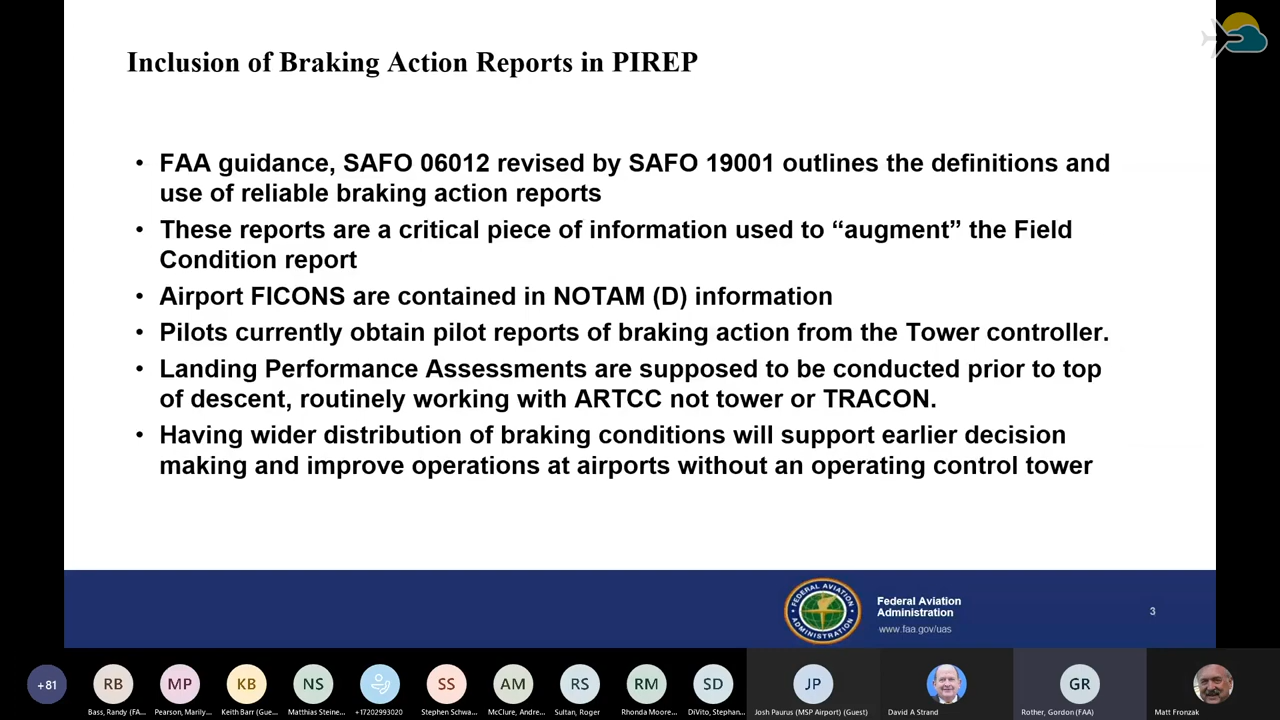 Inclusion of Braking Action Reports in PIREP
• FAA guidance, SAFO 06012 revised by SAFO 19001 outlines the definitions and
use of reliable braking action reports
• These reports are a critical piece of information used to “augment” the Field
Condition report
• Airport FICONS are contained in NOTAM (D) information
• Pilots currently obtain pilot reports of braking action from the Tower controller.
• Landing Performance Assessments are supposed to be conducted prior to top
of descent, routinely working with ARTCC not tower or TRACON.
• Having wider distribution of braking conditions will support earlier decision
making and improve operations at airports without an operating control tower
FEDERAL AVIATION
ADMINISTRATION
Federal Aviation
Administration
www.faa.gov/uas
3
+81
RB
MP
KB
NS
SS
AM
RS
RM
SD
JP
GR
Bass, Randy (FA...
Pearson, Marily...
Keith Barr (Gue...
Matthias Steine...
+17202993020
Stephen Schwa...
McClure, Andre...
Sultan, Roger
Rhonda Moore...
DiVito, Stephan...
Josh Paurus (MSP Airport) (Guest)
David A Strand
Rother, Gordon (FAA)
Matt Fronzak